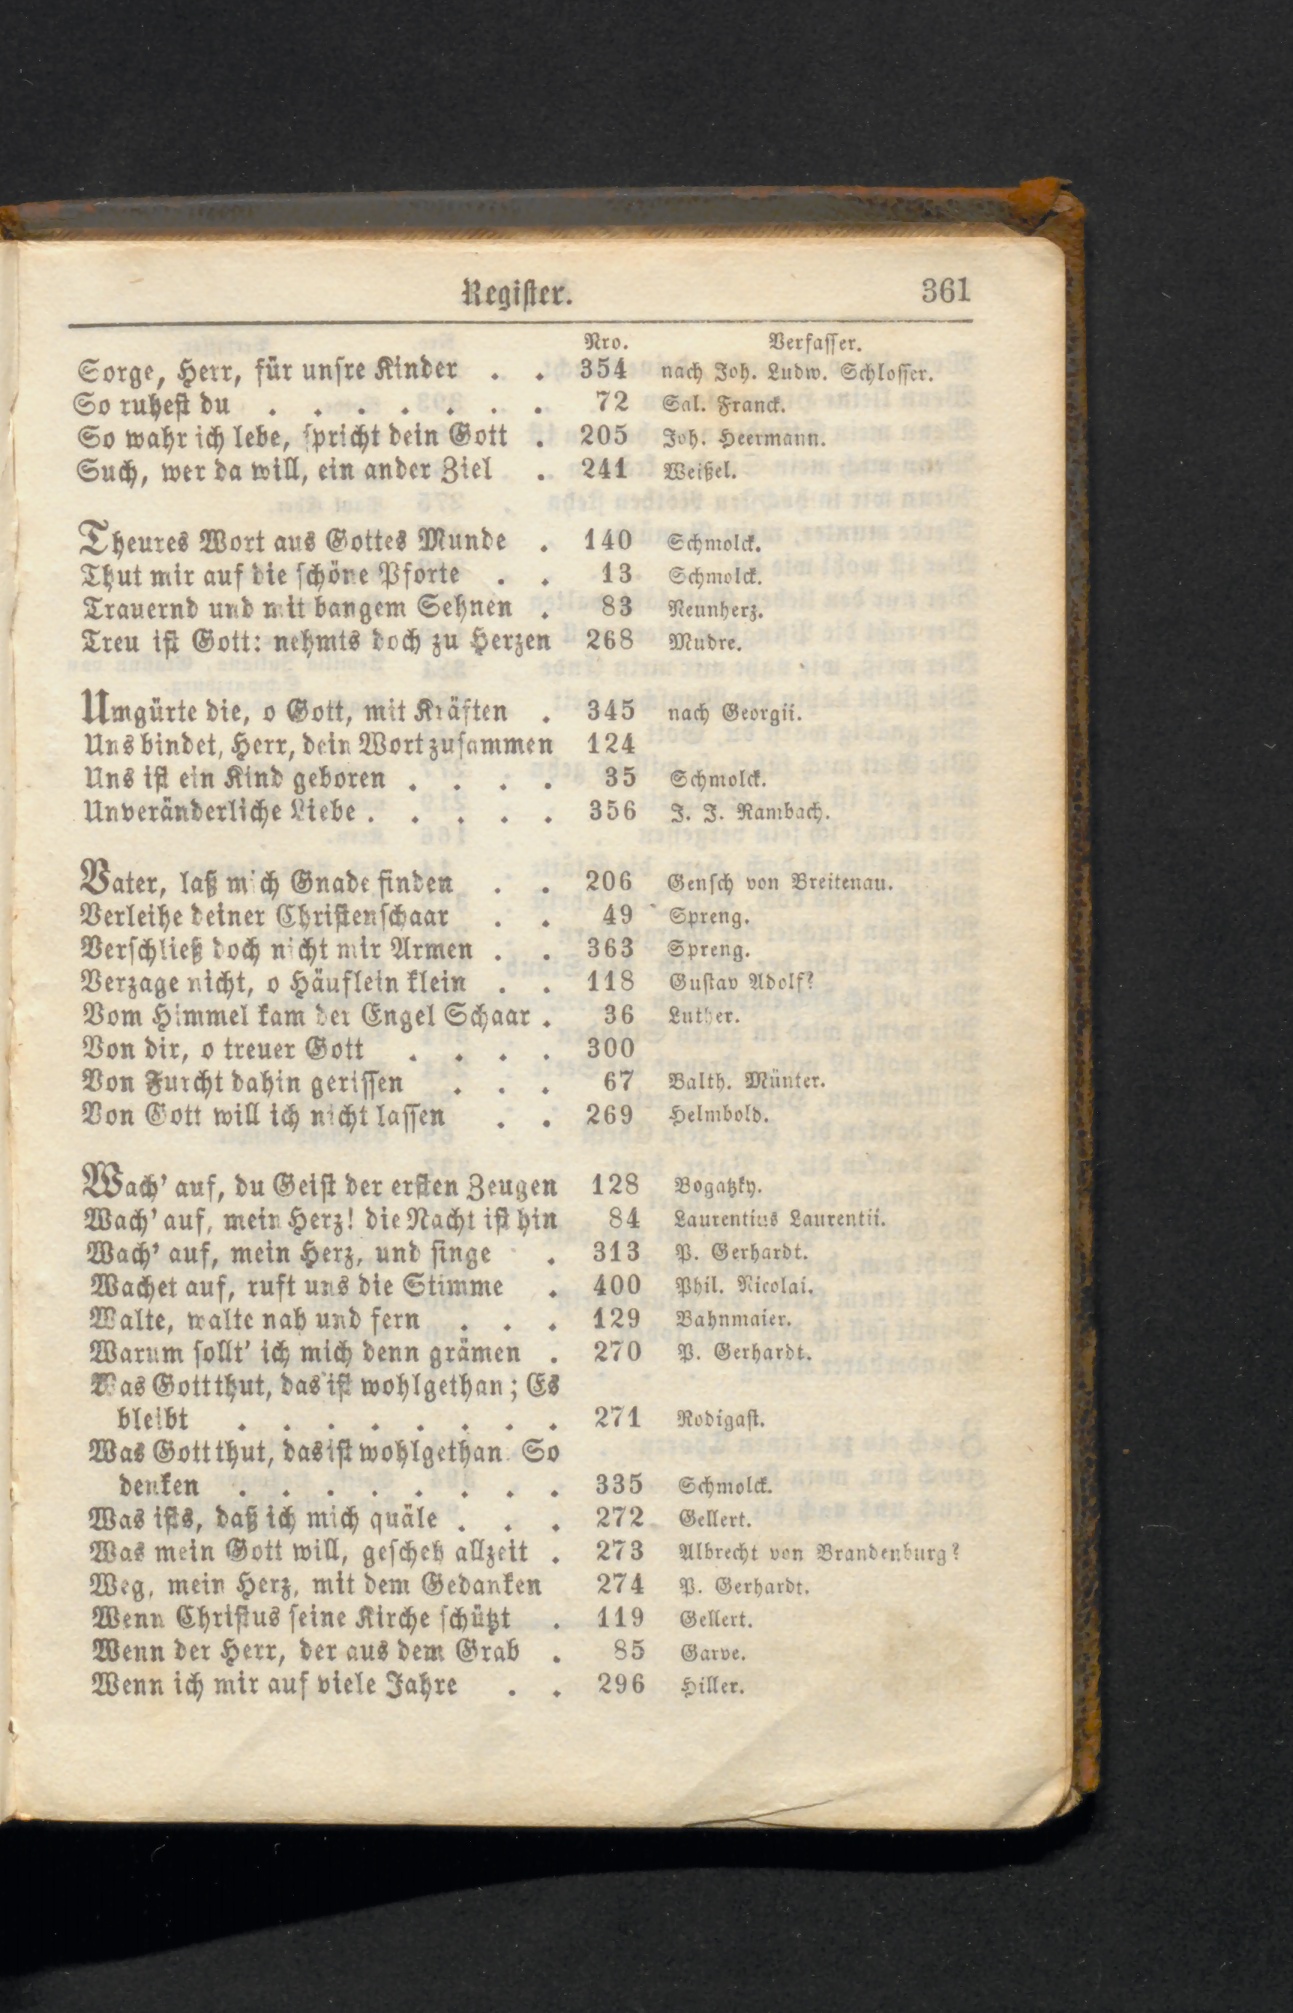 Register. 361
Nro. Verfasser.
Sorge, Herr, für unsre Kinder . . 354 nach Joh. Ludw. Schlosser.
So ruhest du . . . . . . . 72 Sal. Franck.
So wahr ich lebe, spricht dein Gott . 205 Joh. Heermann.
Such, wer da will, ein ander Ziel . 241 Weißel.
Theures Wort aus Gottes Munde . 140 Schmolck.
Thut mir auf die schöne Pforte . . 13 Schmolck.
Trauernd und mit bangem Sehnen . 83 Neunherz.
Treu ist Gott: nehmts doch zu Herzen 268 Mudre.
Umgürte die, o Gott, mit Kräften . 345 nach Georgii.
Uns bindet, Herr, dein Wort zusammen 124
Uns ist ein Kind geboren . . . . 35 Schmolck.
Unveränderliche Liebe . . . . . 356 J. J. Rambach.
Vater, laß mich Gnade finden . . 206 Gensch von Breitenau.
Verleihe deiner Christenschaar . . 49 Spreng.
Verschließ doch nicht mir Armen . . 363 Spreng.
Verzage nicht, o Häuflein klein . . 118 Gustav Adolf?
Vom Himmel kam der Engel Schaar . 36 Luther.
Von dir, o treuer Gott . . . . 300
Von Furcht dahin gerissen . . . 67 Balth. Münter.
Von Gott will ich nicht lassen . . 269 Helmbold.
Wach' auf, du Geist der ersten Zeugen 128 Bogatzky.
Wach' auf, mein Herz! die Nacht ist hin 84 Laurentius Laurentii.
Wach' auf, mein Herz, und singe . 313 P. Gerhardt.
Wachet auf, ruft uns die Stimme . 400 Phil. Nicolai.
Walte, walte nah und fern . . . 129 Bahnmaier.
Warum sollt' ich mich denn grämen . 270 P. Gerhardt.
Was Gott thut, das ist wohlgethan; Es
bleibt . . . . . . . . 271 Rodigast.
Was Gott thut, das ist wohlgethan. So
denken . . . . . . . . 335 Schmolck.
Was ists, daß ich mich quäle . . . 272 Gellert.
Was mein Gott will, gescheh allzeit . 273 Albrecht von Brandenburg?
Weg, mein Herz, mit dem Gedanken 274 P. Gerhardt.
Wenn Christus seine Kirche schützt . 119 Gellert.
Wenn der Herr, der aus dem Grab . 85 Garve.
Wenn ich mir auf viele Jahre . . 296 Hiller.